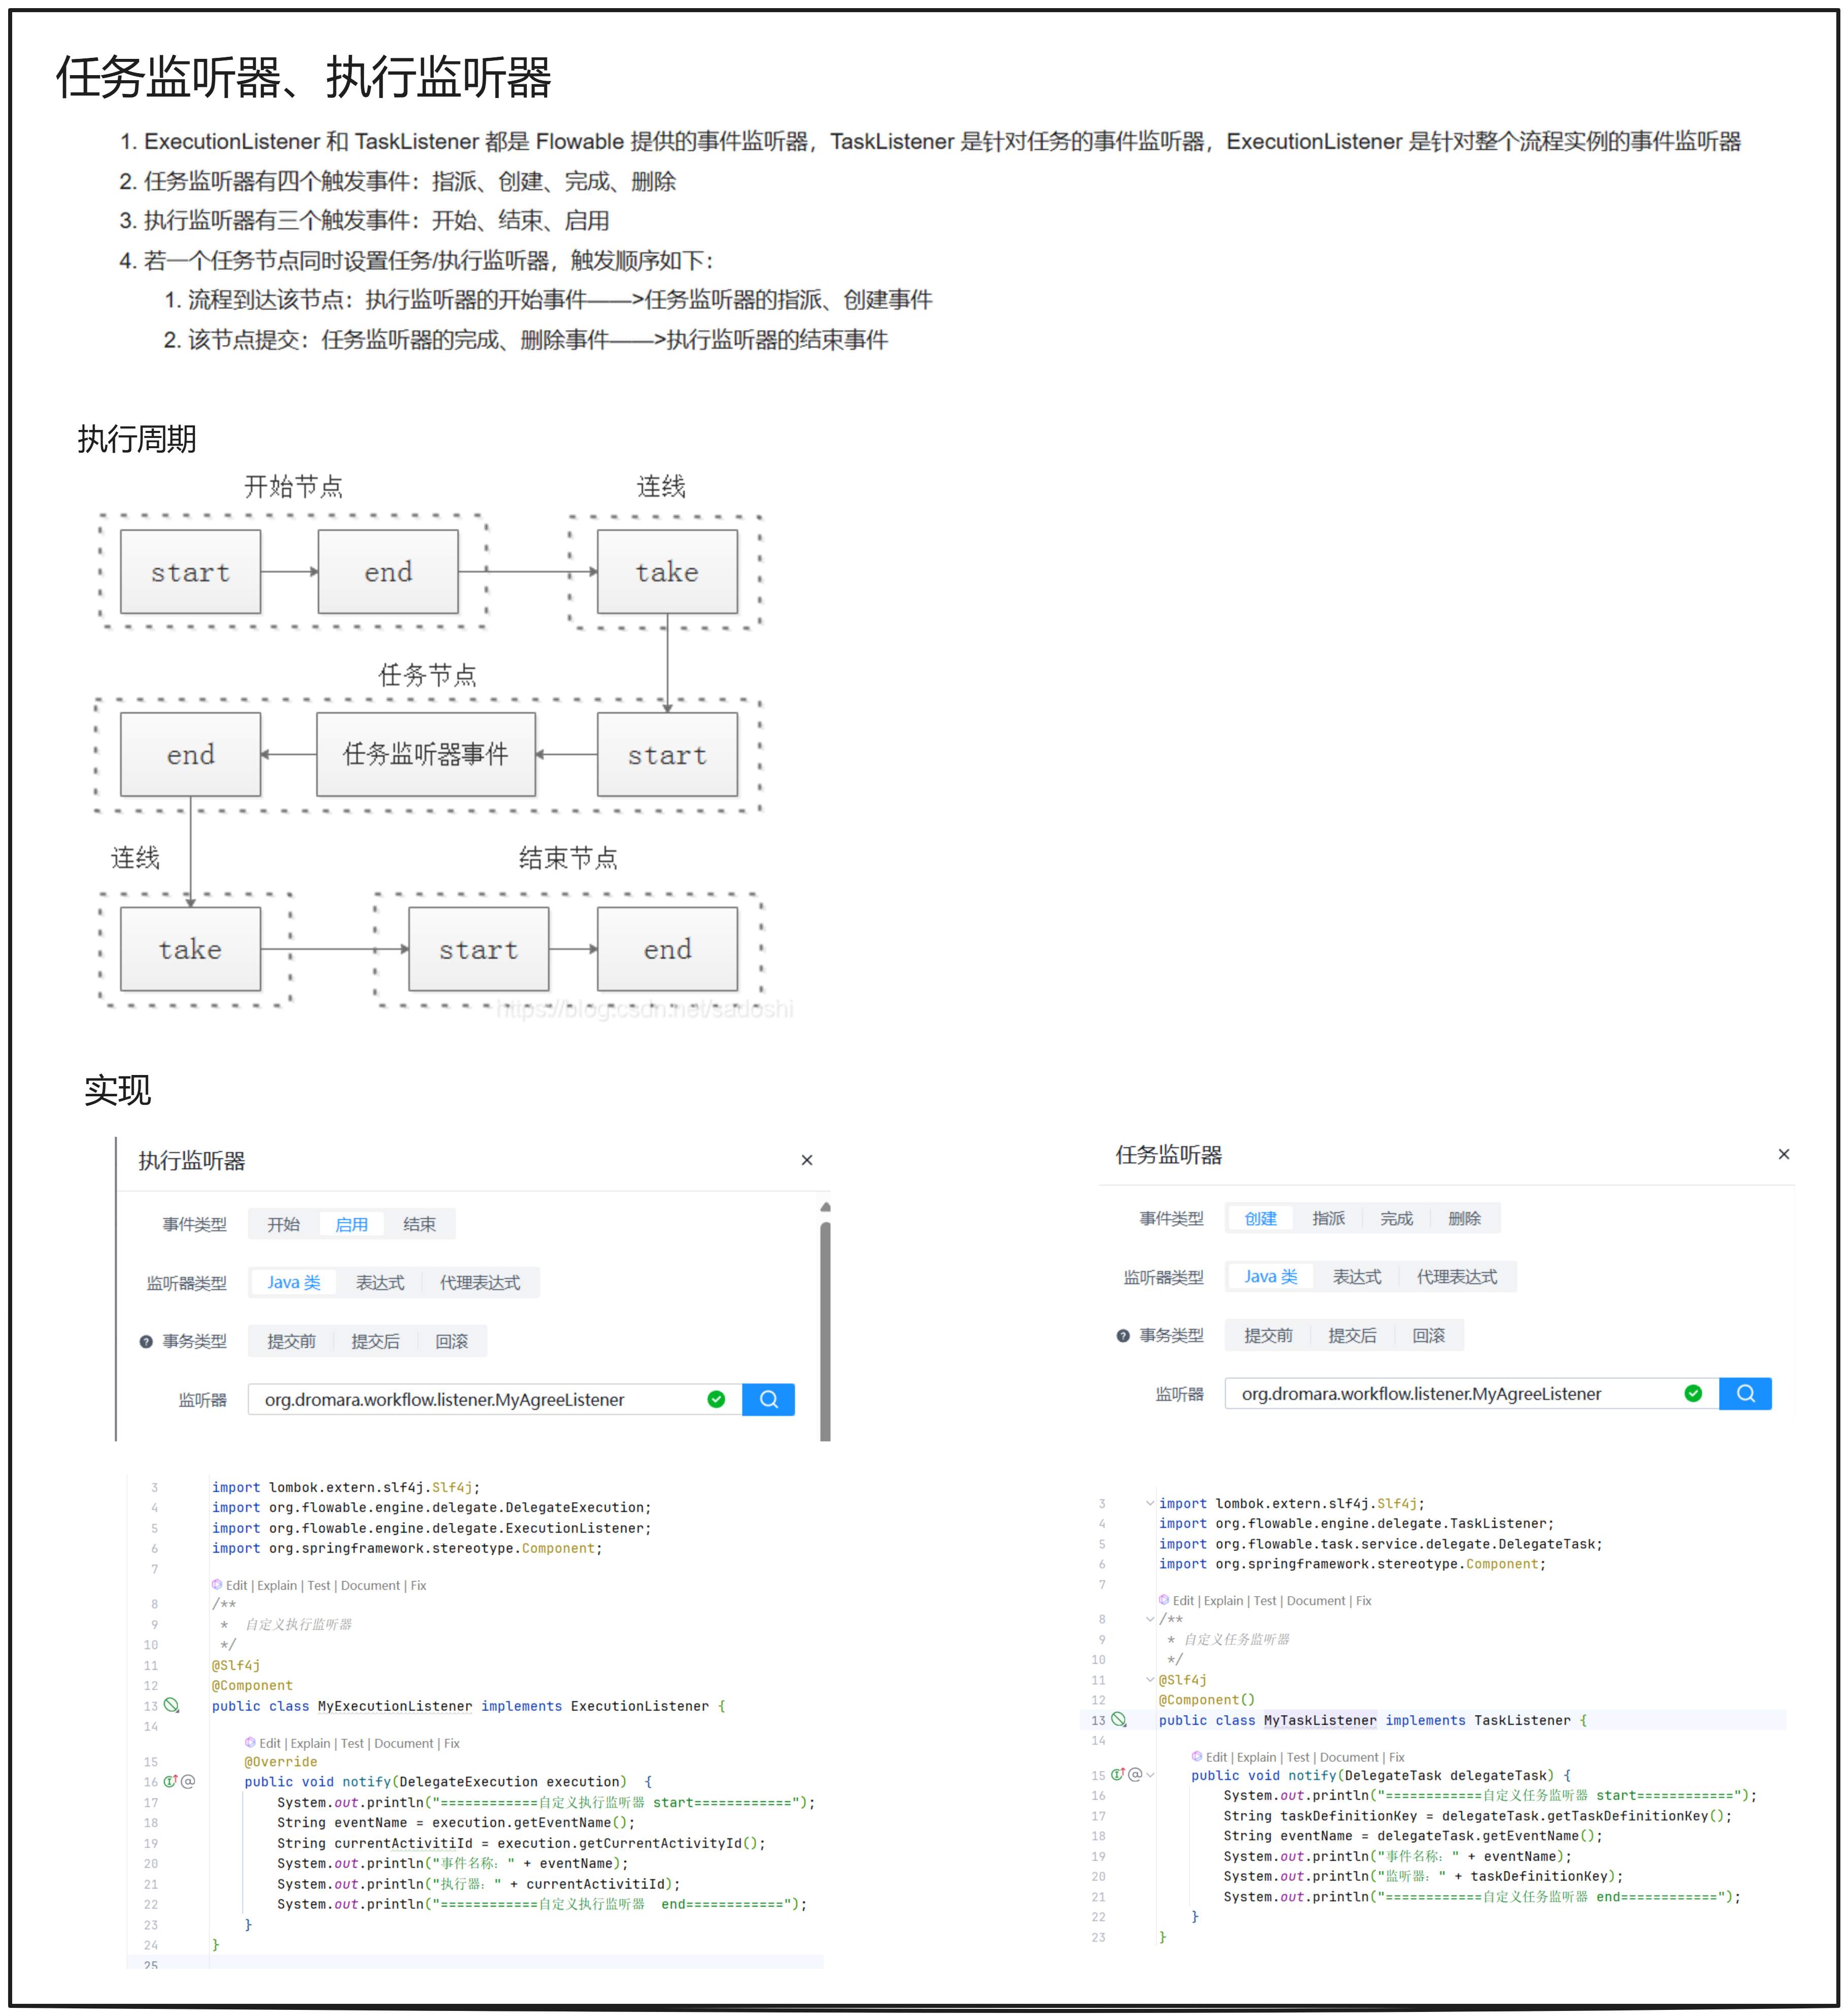 任务监听器、执行监听器
1. ExecutionListener 和 TaskListener 都是 Flowable 提供的事件监听器，TaskListener 是针对任务的事件监听器，ExecutionListener 是针对整个流程实例的事件监听器
2. 任务监听器有四个触发事件：指派、创建、完成、删除
3. 执行监听器有三个触发事件：开始、结束、启用
4. 若一个任务节点同时设置任务/执行监听器，触发顺序如下：
1. 流程到达该节点：执行监听器的开始事件——>任务监听器的指派、创建事件
2. 该节点提交：任务监听器的完成、删除事件——>执行监听器的结束事件
执行周期
开始节点 连线
start end take
任务节点
end 任务监听器事件 start
连线 结束节点
take start end
https://blog.csdn.net/sadoshi
实现
执行监听器 ×
事件类型 开始 启用 结束
监听器类型 Java 类 表达式 代理表达式
? 事务类型 提交前 提交后 回滚
监听器 org.dromara.workflow.listener.MyAgreeListener
3 import lombok.extern.slf4j.Slf4j;
4 import org.flowable.engine.delegate.DelegateExecution;
5 import org.flowable.engine.delegate.ExecutionListener;
6 import org.springframework.stereotype.Component;
7
Edit | Explain | Test | Document | Fix
8 /**
9 * 自定义执行监听器
10 */
11 @Slf4j
12 @Component
13 public class MyExecutionListener implements ExecutionListener {
14
Edit | Explain | Test | Document | Fix
15 @Override
16 @ public void notify(DelegateExecution execution) {
17 System.out.println("============自定义执行监听器 start============");
18 String eventName = execution.getEventName();
19 String currentActivitiId = execution.getCurrentActivityId();
20 System.out.println("事件名称：" + eventName);
21 System.out.println("执行器：" + currentActivitiId);
22 System.out.println("============自定义执行监听器  end============");
23 }
24 }
25
任务监听器 ×
事件类型 创建 指派 完成 删除
监听器类型 Java 类 表达式 代理表达式
? 事务类型 提交前 提交后 回滚
监听器 org.dromara.workflow.listener.MyAgreeListener
3 import lombok.extern.slf4j.Slf4j;
4 import org.flowable.engine.delegate.TaskListener;
5 import org.flowable.task.service.delegate.DelegateTask;
6 import org.springframework.stereotype.Component;
7
Edit | Explain | Test | Document | Fix
8 /**
9 * 自定义任务监听器
10 */
11 @Slf4j
12 @Component()
13 public class MyTaskListener implements TaskListener {
14
Edit | Explain | Test | Document | Fix
15 @ public void notify(DelegateTask delegateTask) {
16 System.out.println("============自定义任务监听器 start============");
17 String taskDefinitionKey = delegateTask.getTaskDefinitionKey();
18 String eventName = delegateTask.getEventName();
19 System.out.println("事件名称：" + eventName);
20 System.out.println("监听器：" + taskDefinitionKey);
21 System.out.println("============自定义任务监听器 end============");
22 }
23 }